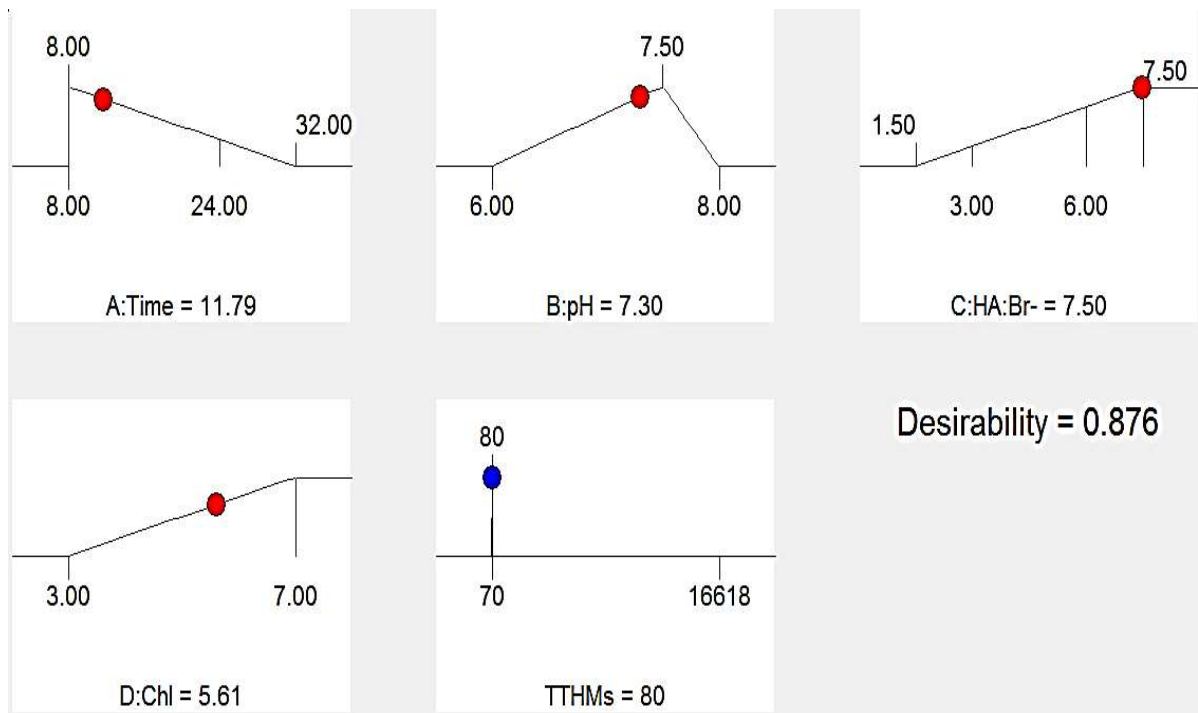 8.00
32.00
8.00
24.00
A:Time = 11.79
7.50
6.00
8.00
B:pH = 7.30
7.50
1.50
3.00
6.00
C:HA:Br- = 7.50
3.00
7.00
D:Chl = 5.61
80
70
16618
TTHMs = 80
Desirability = 0.876